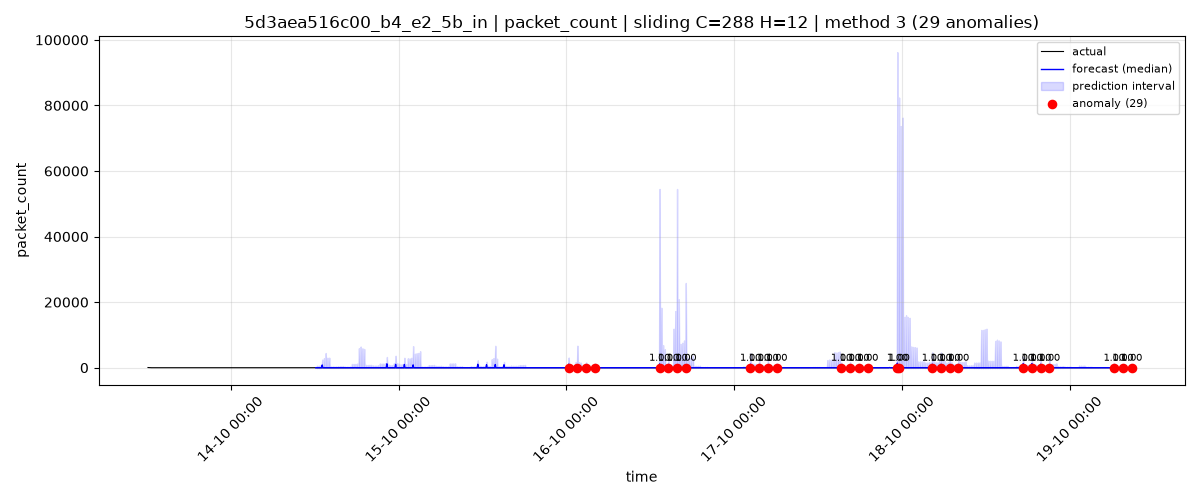 5d3aea516c00_b4_e2_5b_in | packet_count | sliding C=288 H=12 | method 3 (29 anomalies)
100000
80000
60000
40000
20000
0
packet_count
actual
forecast (median)
prediction interval
anomaly (29)
14-10 00:00
15-10 00:00
16-10 00:00
17-10 00:00
18-10 00:00
19-10 00:00
time